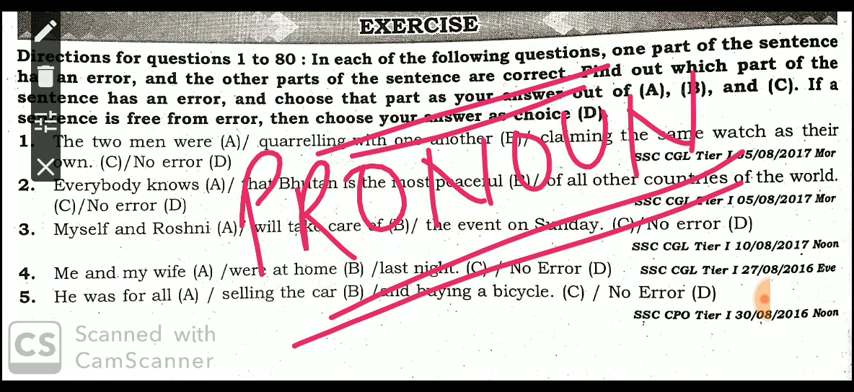 EXERCISE
Directions for questions 1 to 80 : In each of the following questions, one part of the sentence
an error, and the other parts of the sentence are correct. Find out which part of the
sentence has an error, and choose that part as your answer out of (A), (B), and (C). If a
sentence is free from error, then choose your answer as choice (D).
1. The two men were (A)/ quarrelling with one another (B)/ claiming the same watch as their
own. (C)/No error (D)
SSC CGL Tier I 05/08/2017 Mor
2. Everybody knows (A)/ that Bhutan is the most peaceful (B)/ of all other countries of the world.
(C)/No error (D)
SSC CGL Tier I 05/08/2017 Mor
3. Myself and Roshni (A)/ will take care of (B)/ the event on Sunday. (C)/No error (D)
SSC CGL Tier I 10/08/2017 Noon
4. Me and my wife (A) /were at home (B) /last night. (C) / No Error (D) SSC CGL Tier I 27/08/2016 Eve
5. He was for all (A) / selling the car (B) /and buying a bicycle. (C) / No Error (D)
SSC CPO Tier I 30/08/2016 Noon
PRONOUN
CS Scanned with
CamScanner